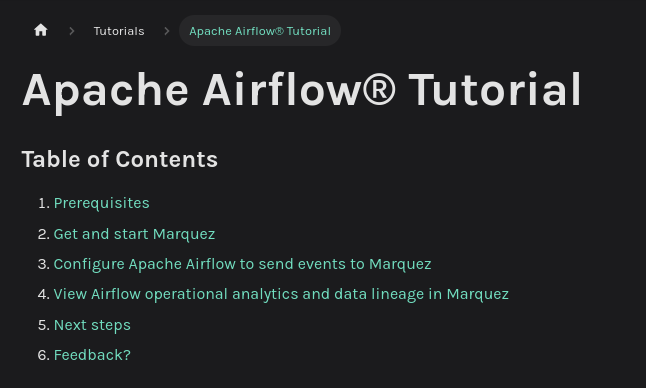 Tutorials
Apache Airflow® Tutorial
Apache Airflow® Tutorial
Table of Contents
1. Prerequisites
2. Get and start Marquez
3. Configure Apache Airflow to send events to Marquez
4. View Airflow operational analytics and data lineage in Marquez
5. Next steps
6. Feedback?